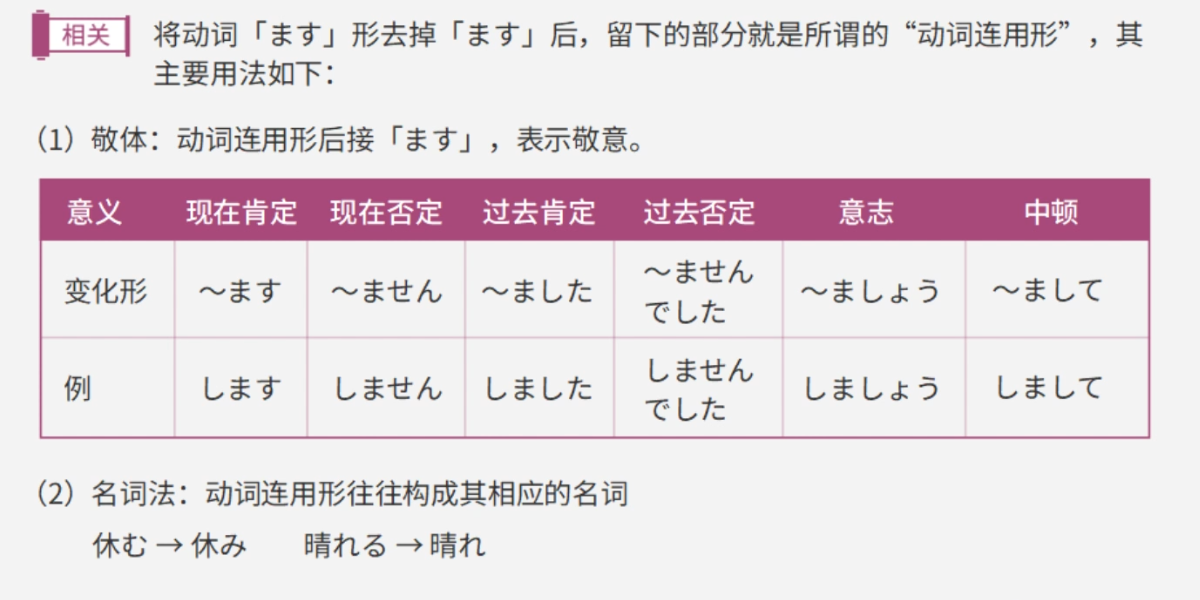 相关 将动词「ます」形去掉「ます」后，留下的部分就是所谓的“动词连用形”，其
主要用法如下：
（1）敬体：动词连用形后接「ます」，表示敬意。
意义 现在肯定 现在否定 过去肯定 过去否定 意志 中顿
变化形 〜ます 〜ません 〜ました 〜ません 〜ましょう 〜まして
でした
例 します しません しました しません しましょう しまして
でした
（2）名词法：动词连用形往往构成其相应的名词
休む → 休み 晴れる → 晴れ